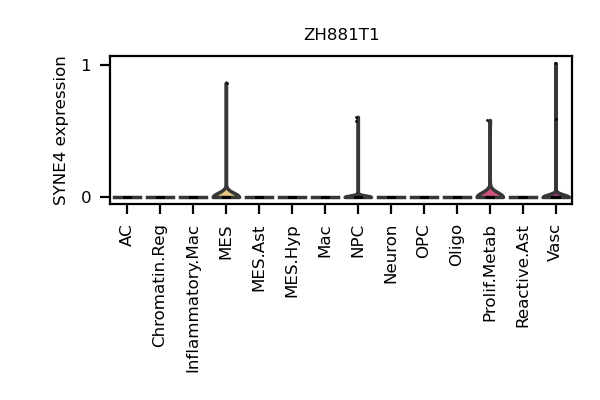 ZH881T1
SYNE4 expression
1
0
AC
Chromatin.Reg
Inflammatory.Mac
MES
MES.Ast
MES.Hyp
Mac
NPC
Neuron
OPC
Oligo
Prolif.Metab
Reactive.Ast
Vasc